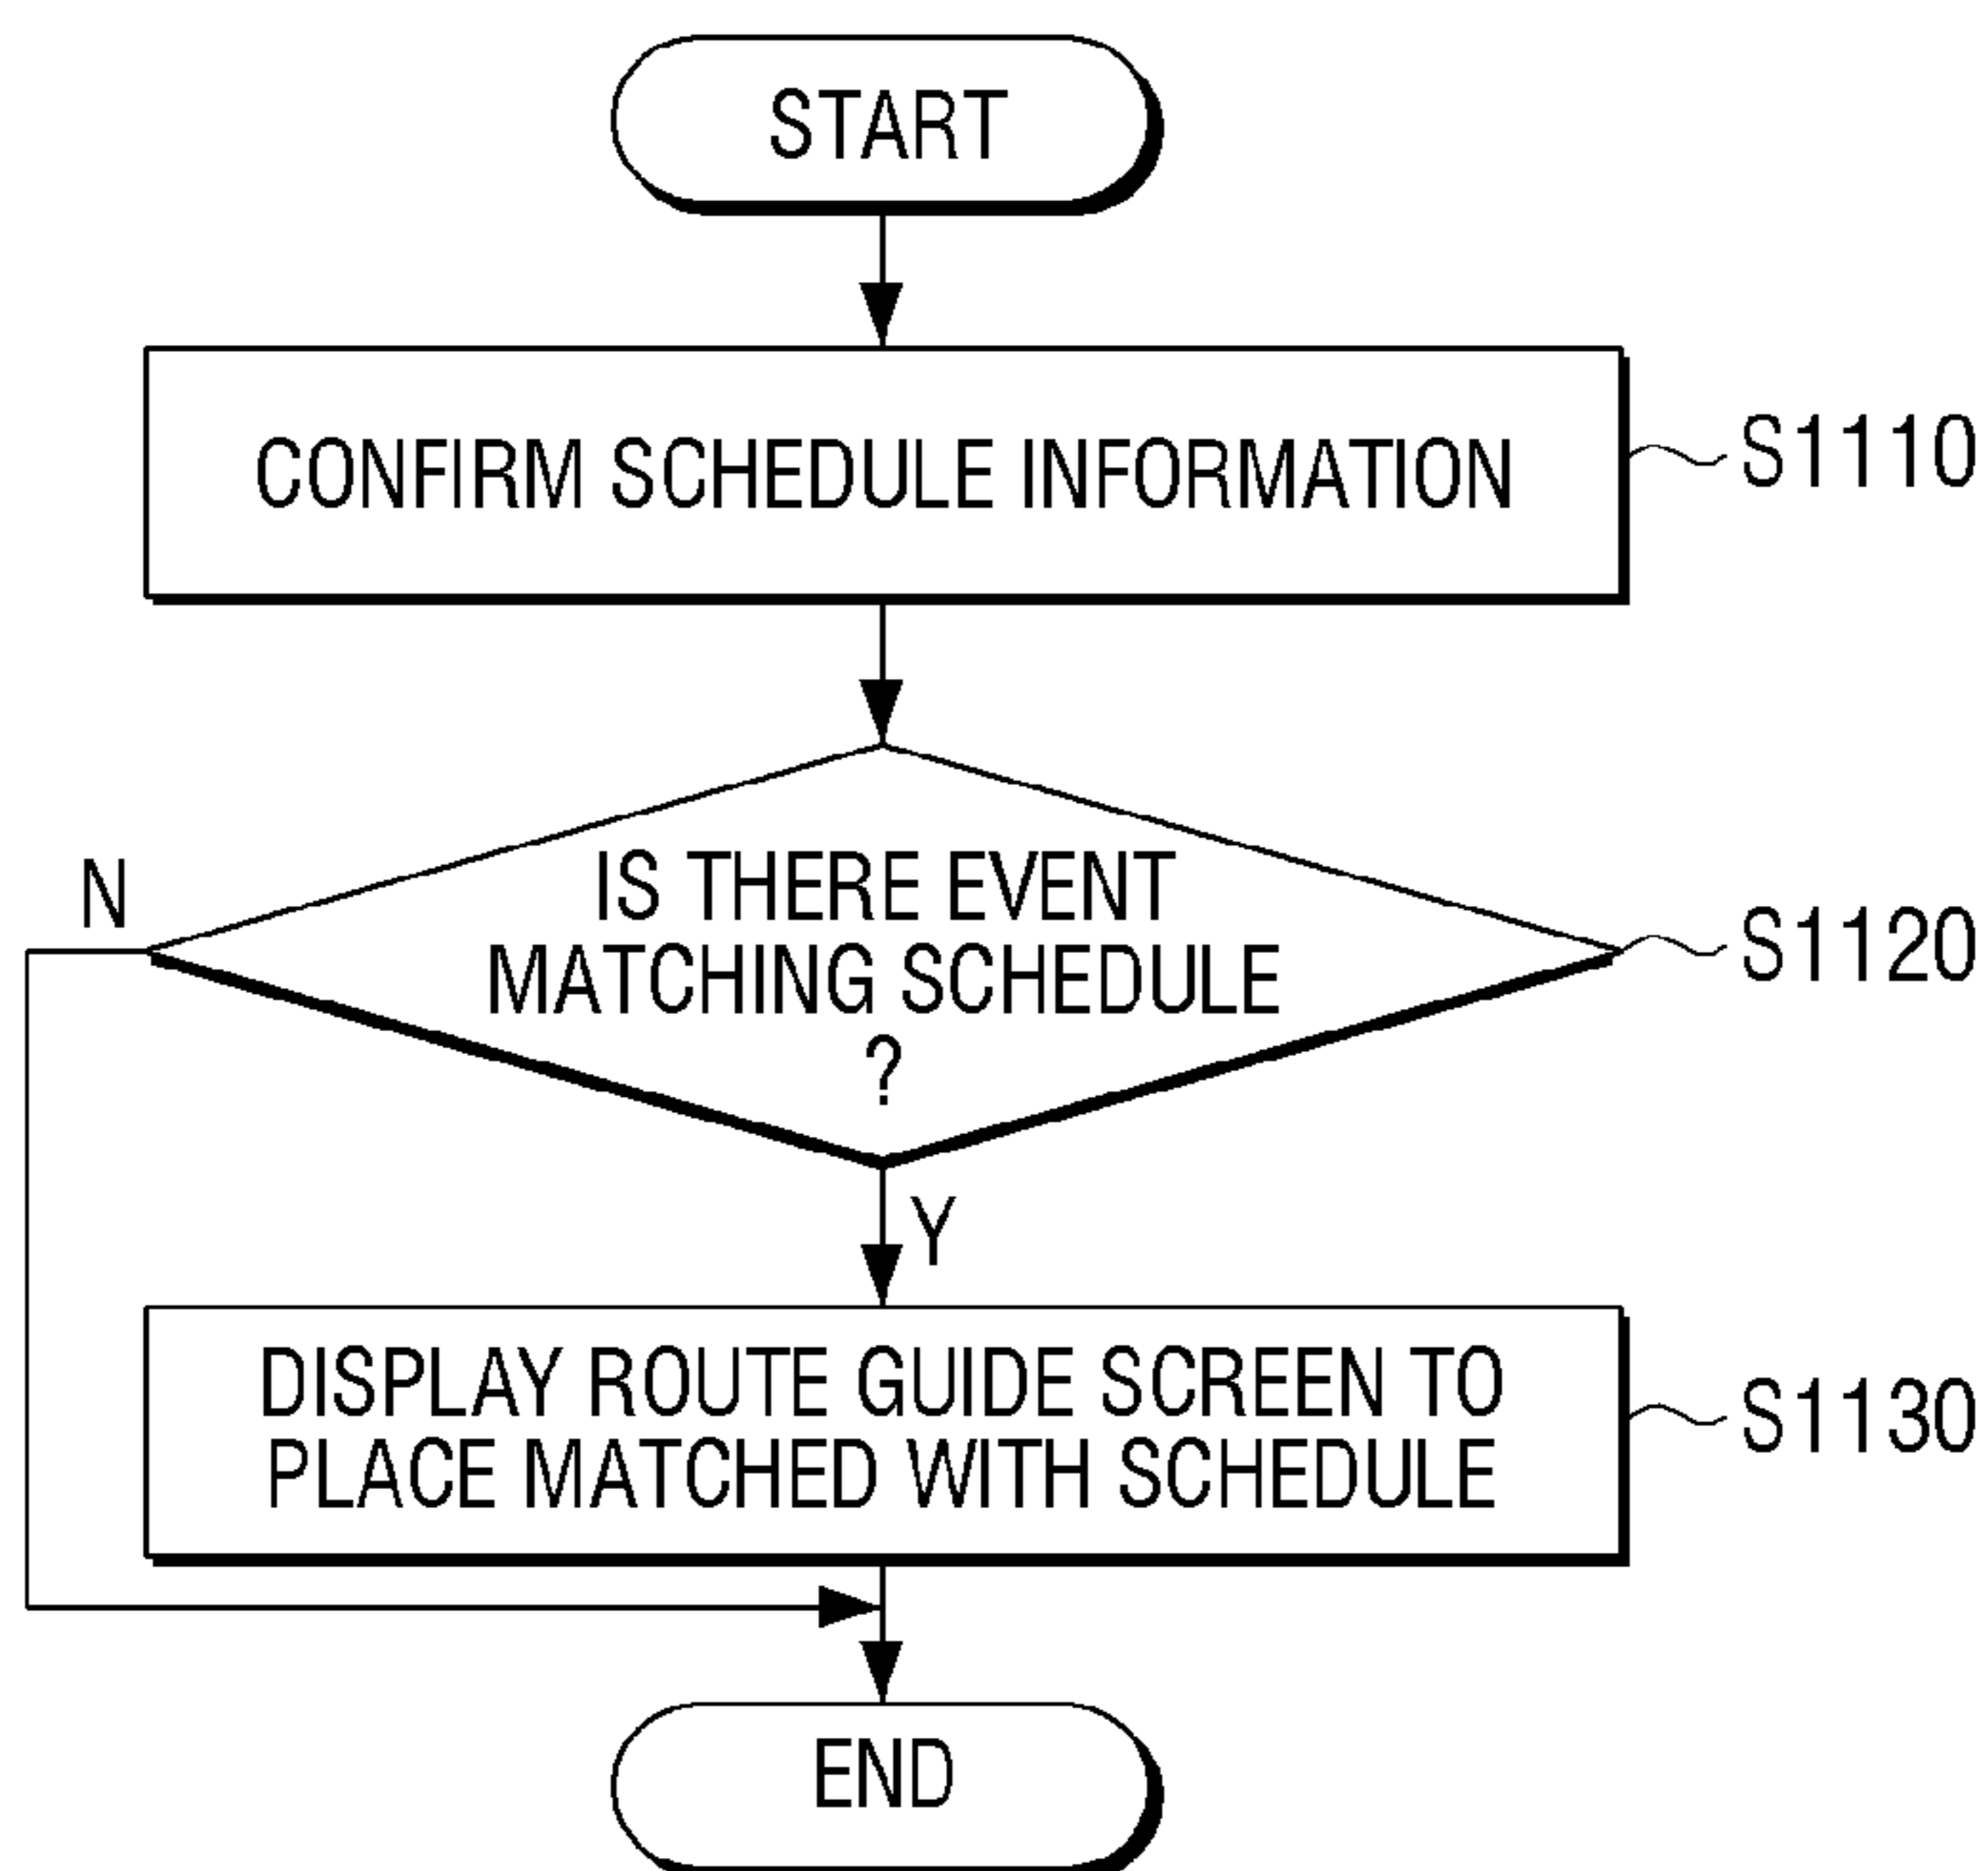 START
CONFIRM SCHEDULE INFORMATION
S1110
N
IS THERE EVENT
MATCHING SCHEDULE
?
S1120
Y
DISPLAY ROUTE GUIDE SCREEN TO
PLACE MATCHED WITH SCHEDULE
S1130
END